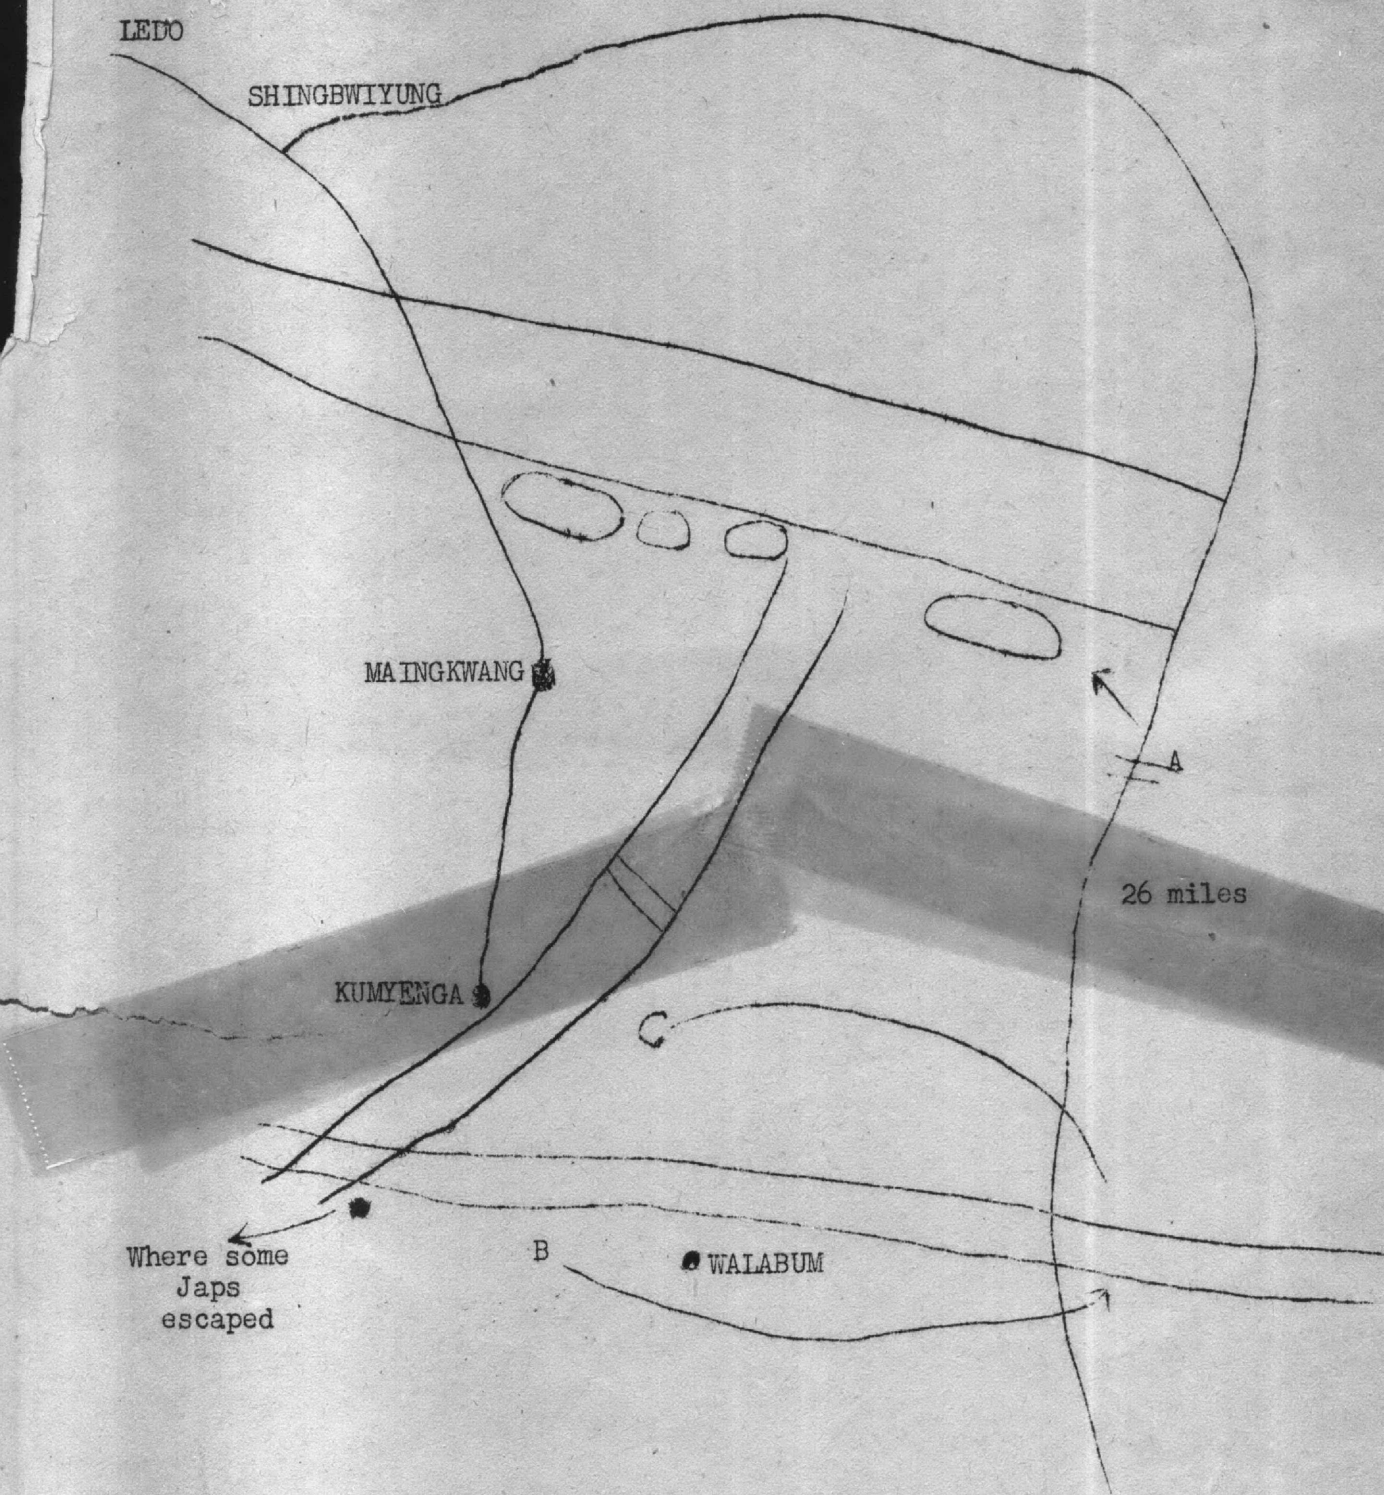 LEDO
SHINGBWIYUNG
MAINGKWANG
A
26 miles
KUMYENGA
C
B
WALABUM
Where some
Japs
escaped